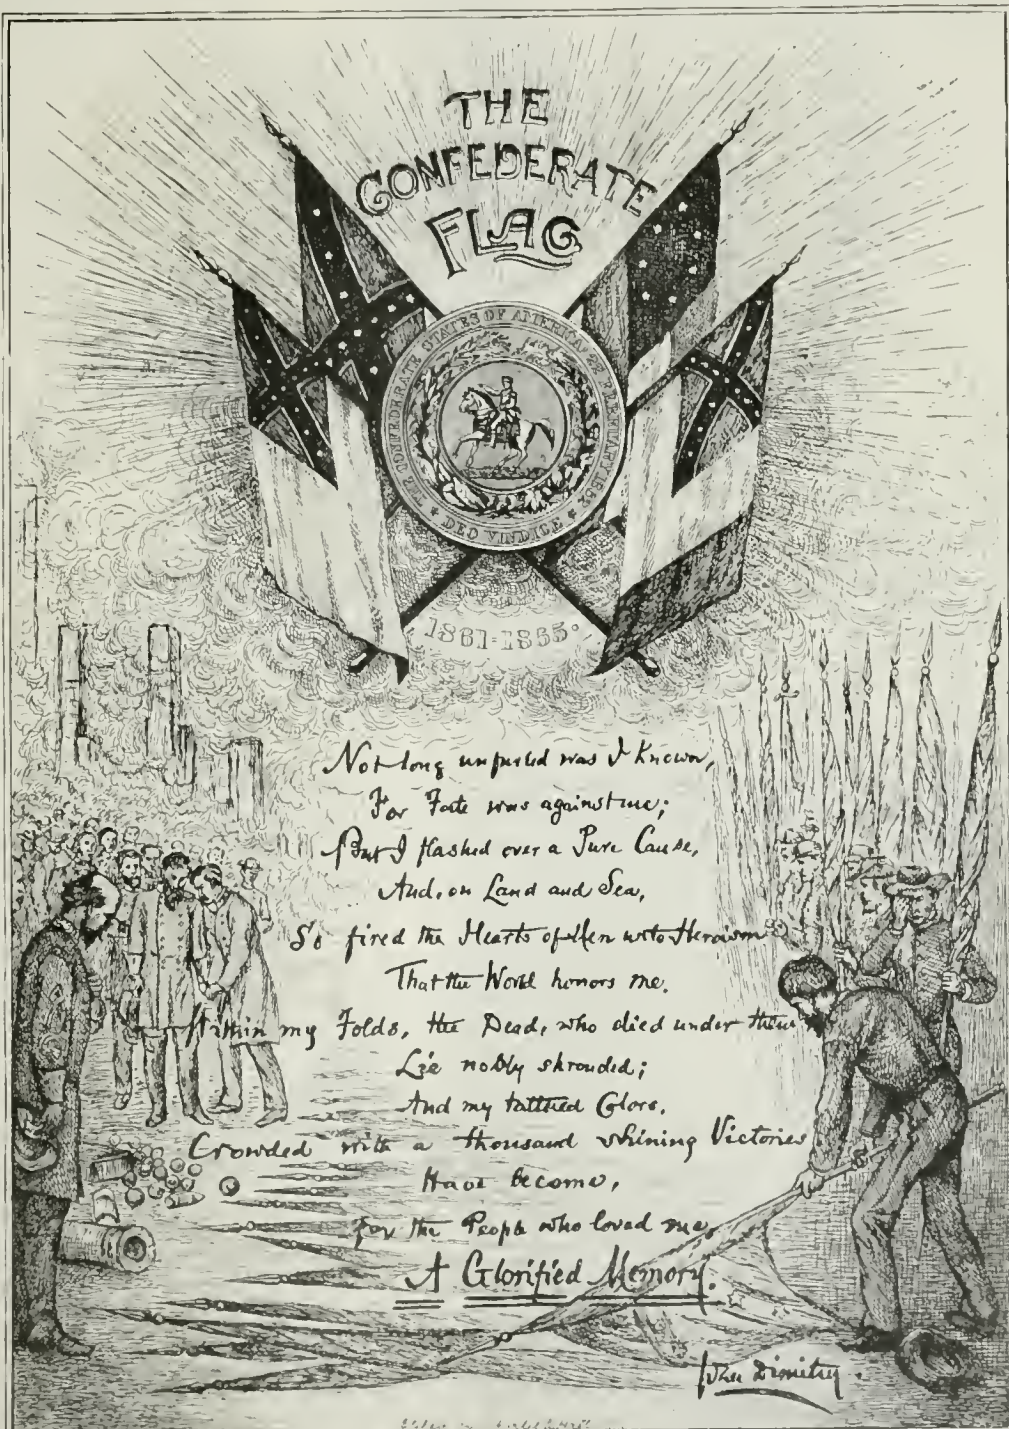 THE
CONFEDERATE
FLAG
THE CONFEDERATE STATES OF AMERICA: 22 FEBRUARY 1862
DEO VINDICE
1861=1865
Not long unfurled was I Known,
For Fate was against me;
But I flashed over a Pure Cause,
And, on Land and Sea,
So fired the Hearts of Men unto Heroism
That the World honors me.
Within my Folds, the Dead, who died under them
Lie nobly shrouded;
And my tattered Colors,
Crowded with a thousand shining Victories
Have become,
for the People who loved me,
A Glorified Memory.
John Dimitry.